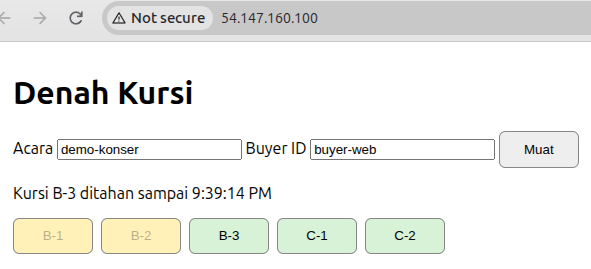 Not secure 54.147.160.100
Denah Kursi
Acara demo-konser Buyer ID buyer-web Muat
Kursi B-3 ditahan sampai 9:39:14 PM
B-1 B-2 B-3 C-1 C-2